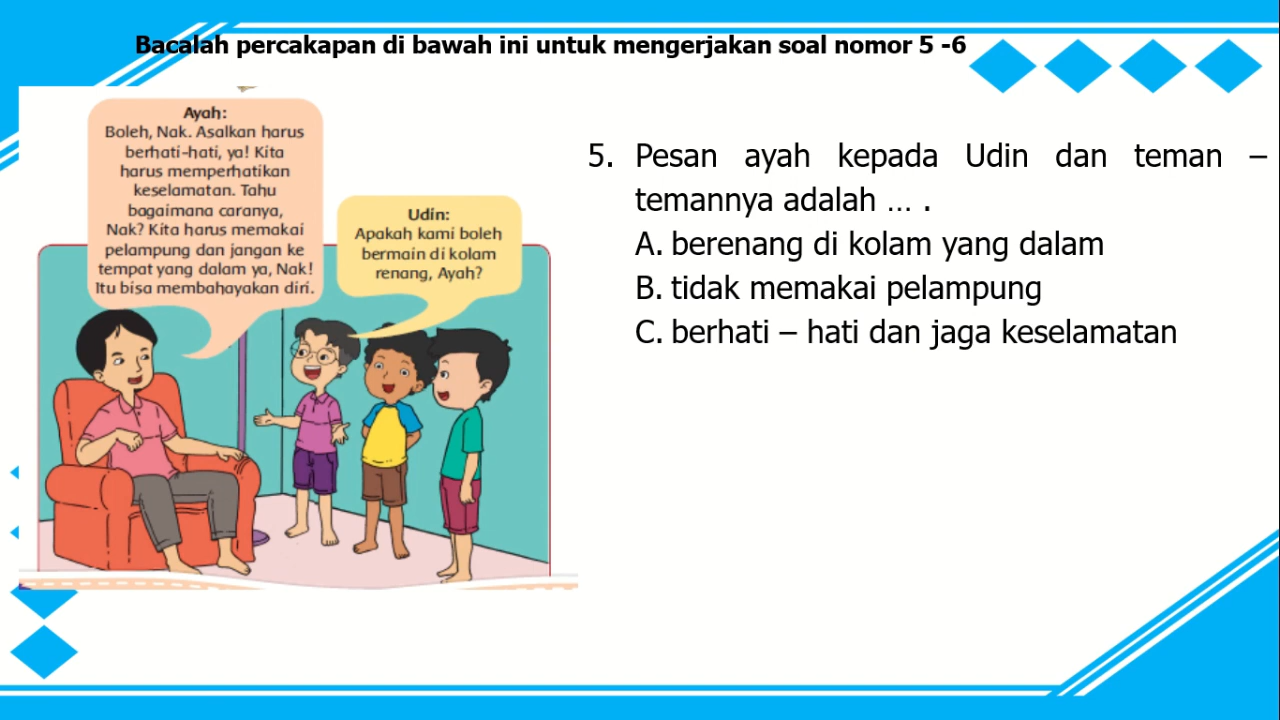 Bacalah percakapan di bawah ini untuk mengerjakan soal nomor 5 -6
Ayah:
Boleh, Nak. Asalkan harus
berhati-hati, ya! Kita
harus memperhatikan
keselamatan. Tahu
bagaimana caranya,
Nak? Kita harus memakai
pelampung dan jangan ke
tempat yang dalam ya, Nak!
Itu bisa membahayakan diri.
Udin:
Apakah kami boleh
bermain di kolam
renang, Ayah?
5. Pesan ayah kepada Udin dan teman –
temannya adalah ... .
A. berenang di kolam yang dalam
B. tidak memakai pelampung
C. berhati – hati dan jaga keselamatan